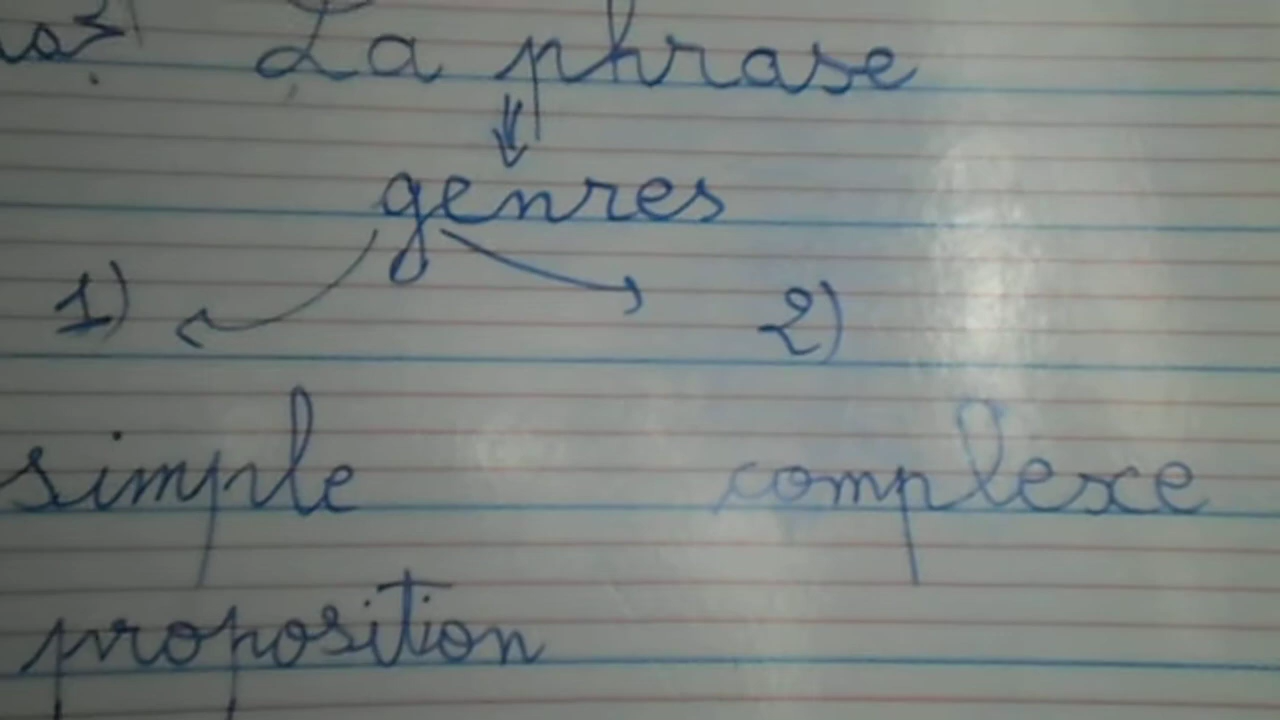 La phrase
genres
1) 2)
simple complexe
proposition